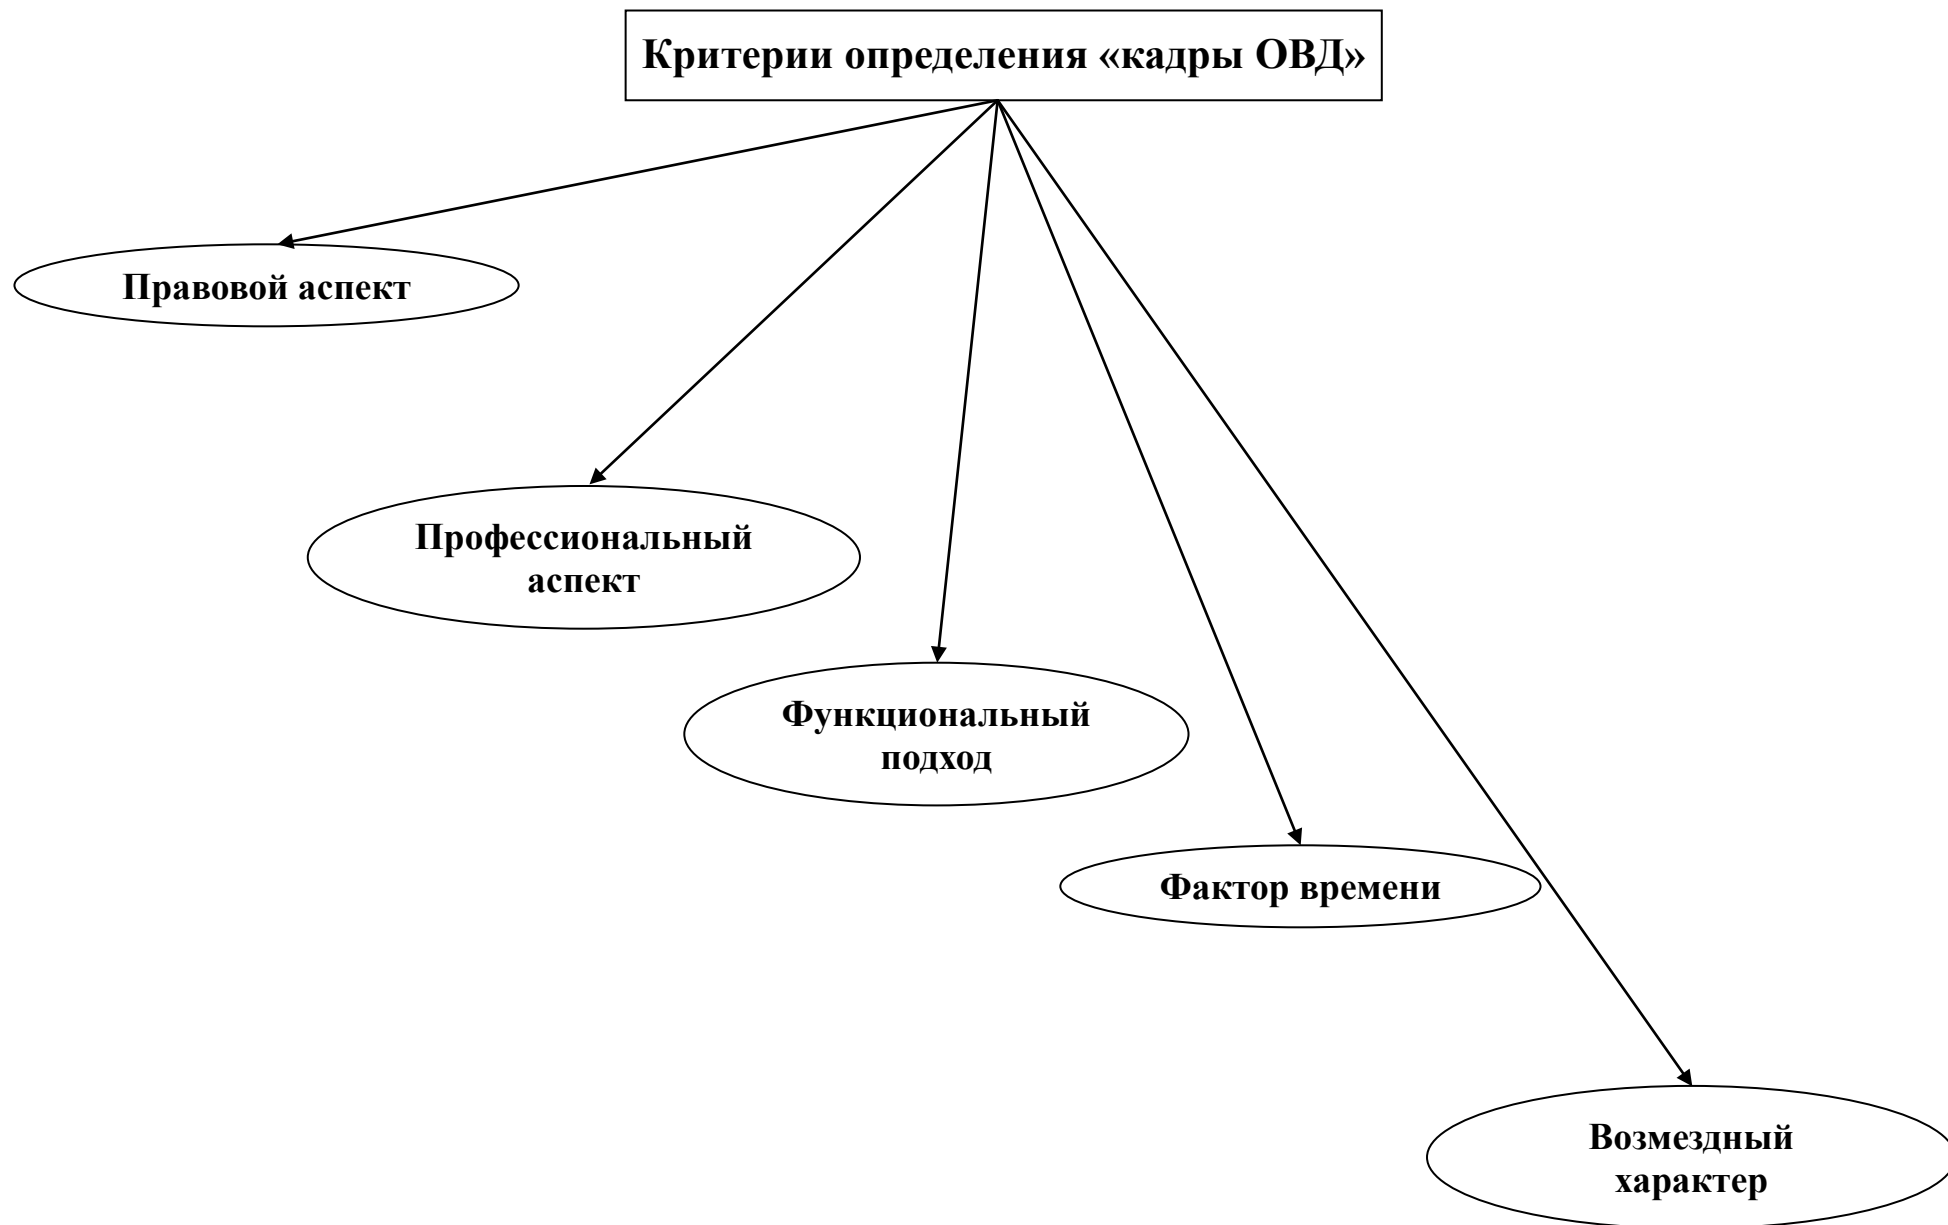 Критерии определения «кадры ОВД»
Правовой аспект
Профессиональный
аспект
Функциональный
подход
Фактор времени
Возмездный
характер